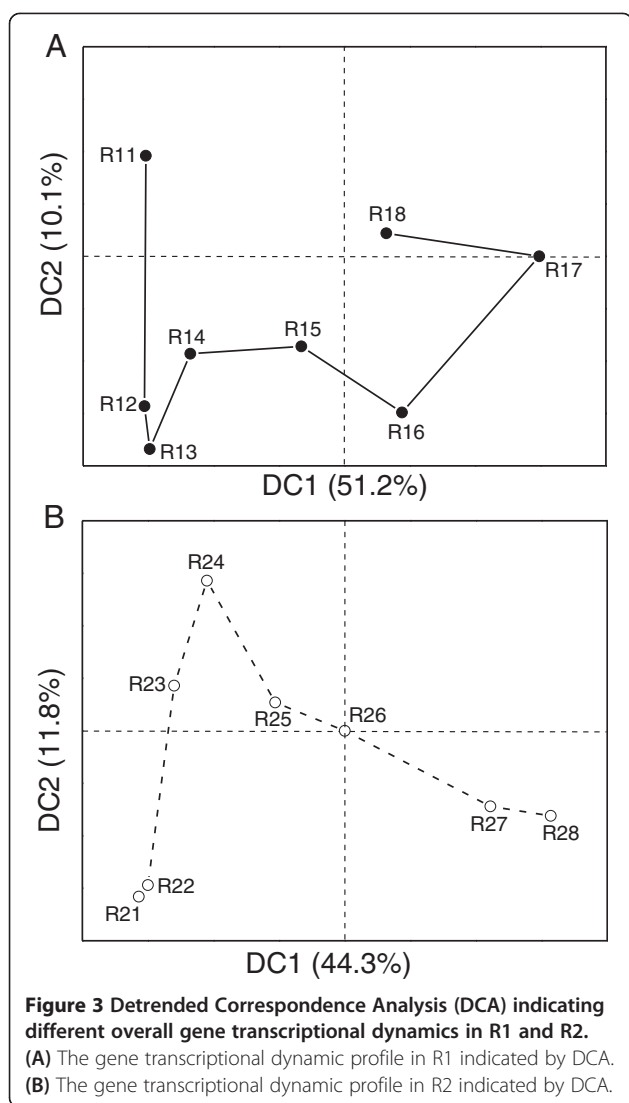 A
DC2 (10.1%)
R11
R18
R17
R14
R15
R12
R13
R16
DC1 (51.2%)
B
DC2 (11.8%)
R24
R23
R25
R26
R27
R28
R22
R21
DC1 (44.3%)
Figure 3 Detrended Correspondence Analysis (DCA) indicating
different overall gene transcriptional dynamics in R1 and R2.
(A) The gene transcriptional dynamic profile in R1 indicated by DCA.
(B) The gene transcriptional dynamic profile in R2 indicated by DCA.